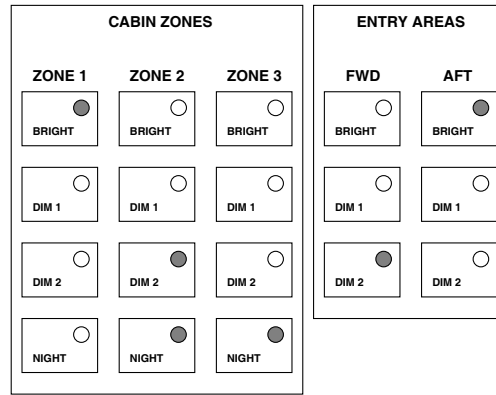 CABIN ZONES
ZONE 1 ZONE 2 ZONE 3
BRIGHT BRIGHT BRIGHT
DIM 1 DIM 1 DIM 1
DIM 2 DIM 2 DIM 2
NIGHT NIGHT NIGHT
ENTRY AREAS
FWD AFT
BRIGHT BRIGHT
DIM 1 DIM 1
DIM 2 DIM 2